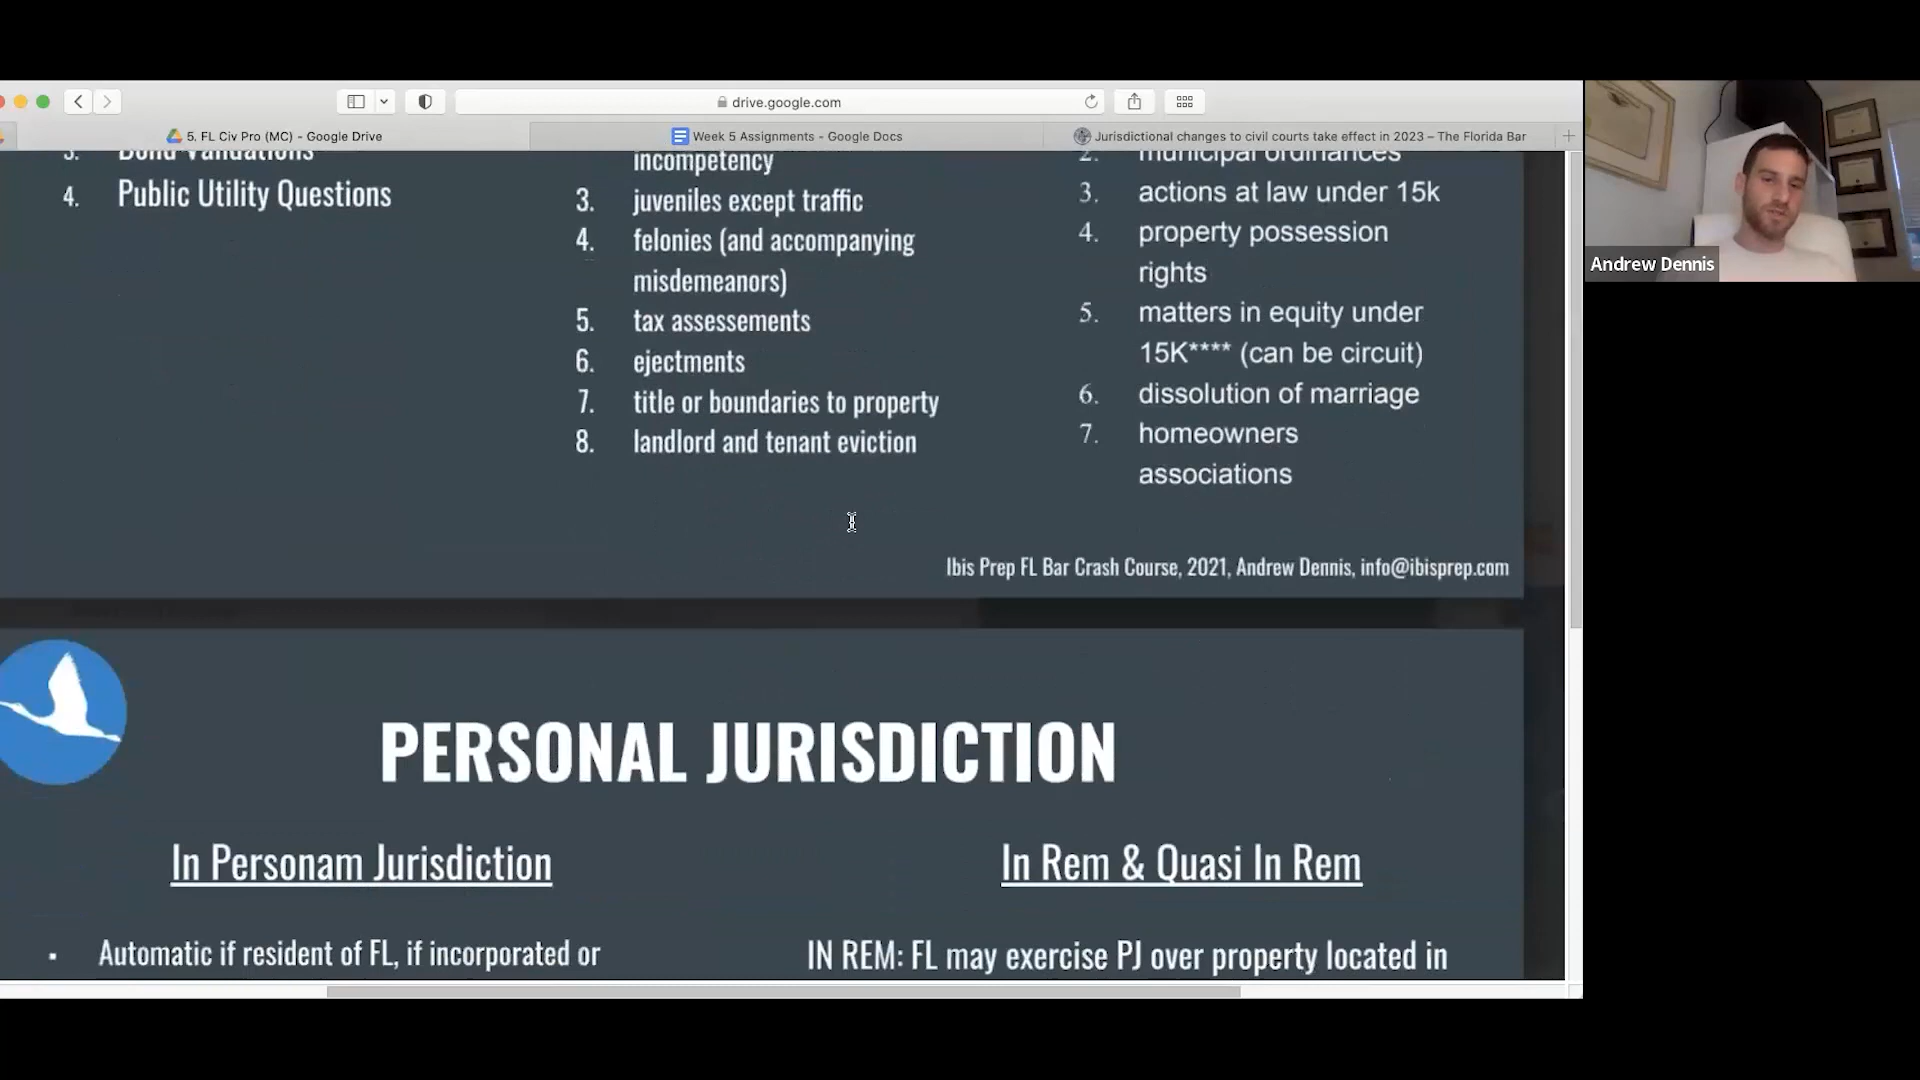 drive.google.com
5. FL Civ Pro (MC) - Google Drive
Week 5 Assignments - Google Docs
Jurisdictional changes to civil courts take effect in 2023 – The Florida Bar
3. Bond Validations
4. Public Utility Questions
incompetency
3. juveniles except traffic
4. felonies (and accompanying
misdemeanors)
5. tax assessements
6. ejectments
7. title or boundaries to property
8. landlord and tenant eviction
2. municipal ordinances
3. actions at law under 15k
4. property possession
rights
5. matters in equity under
15K**** (can be circuit)
6. dissolution of marriage
7. homeowners
associations
Ibis Prep FL Bar Crash Course, 2021, Andrew Dennis, info@ibisprep.com
PERSONAL JURISDICTION
In Personam Jurisdiction
▪ Automatic if resident of FL, if incorporated or
In Rem & Quasi In Rem
IN REM: FL may exercise PJ over property located in
Andrew Dennis